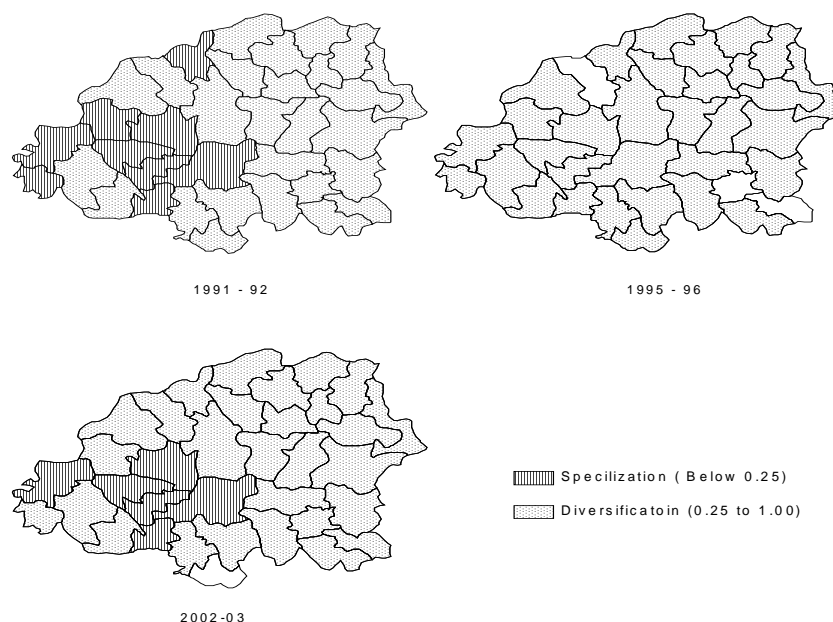 1991 - 92
1995 - 96
Specilization ( Below 0.25)
Diversificatoin (0.25 to 1.00)
2002-03